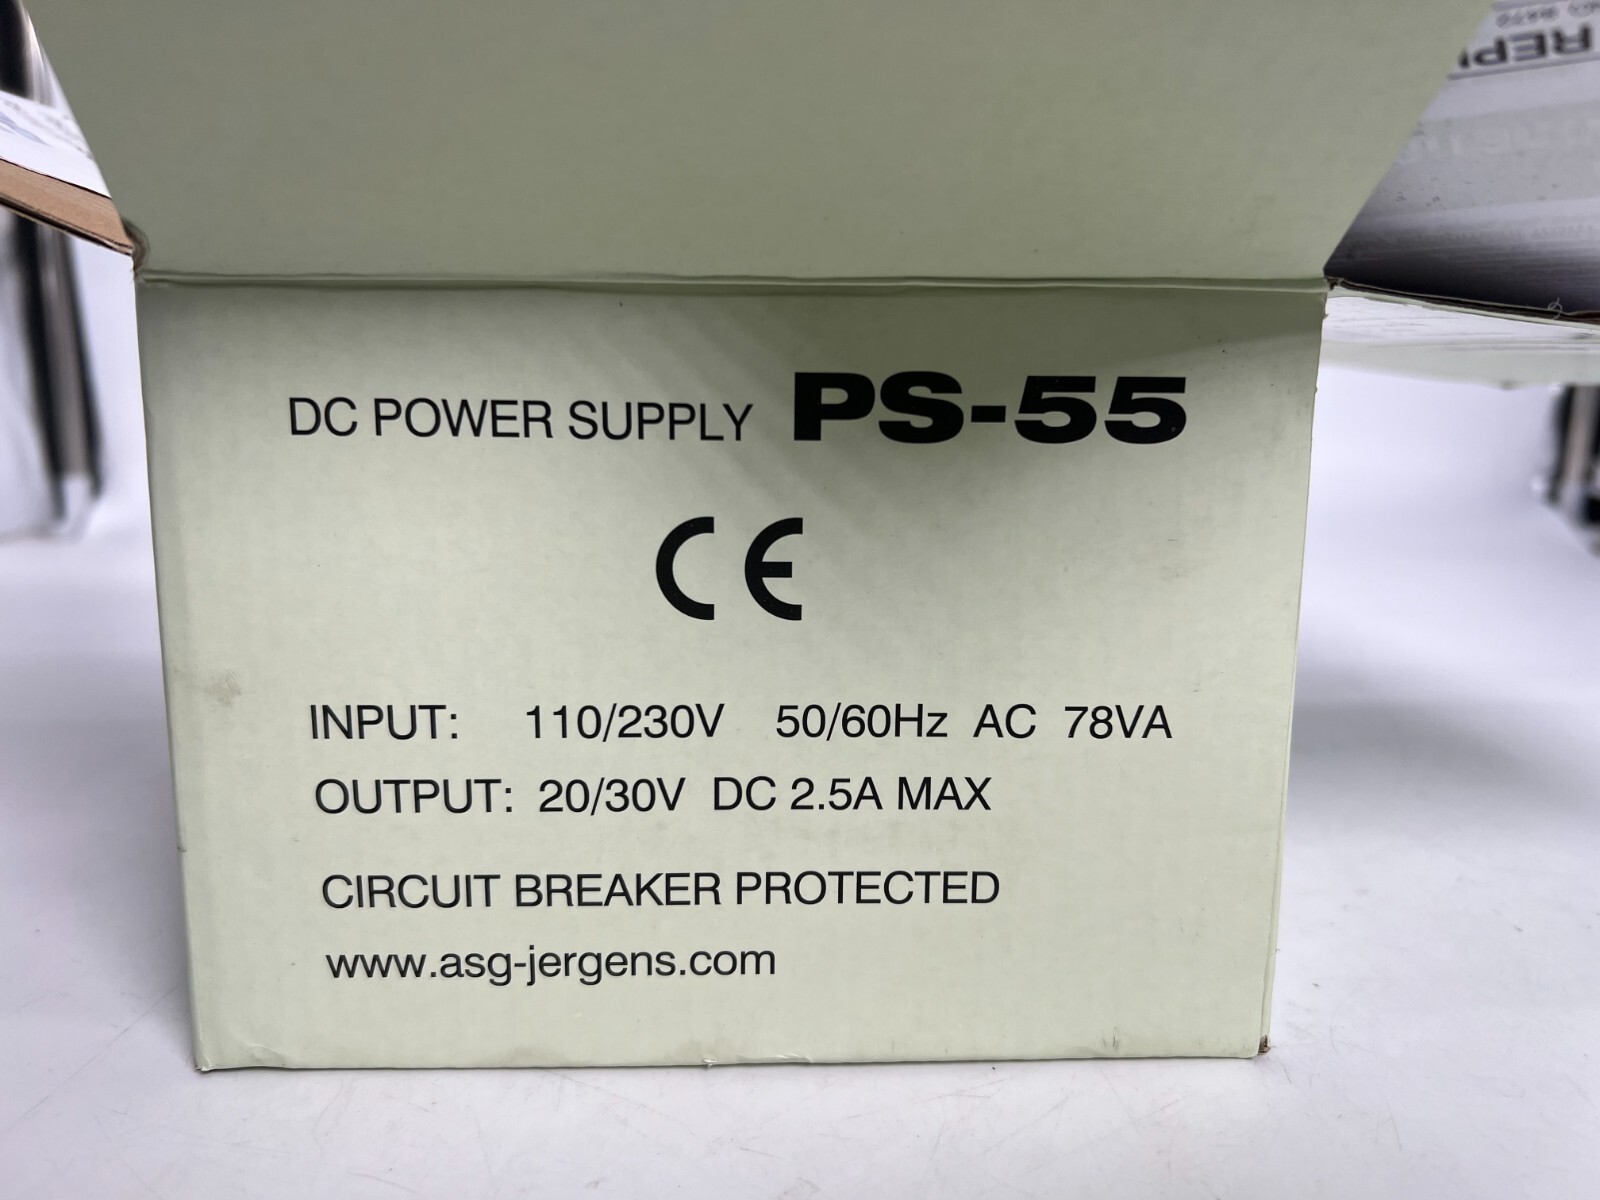 DC POWER SUPPLY PS-55
CE
INPUT: 110/230V 50/60Hz AC 78VA
OUTPUT: 20/30V DC 2.5A MAX
CIRCUIT BREAKER PROTECTED
www.asg-jergens.com